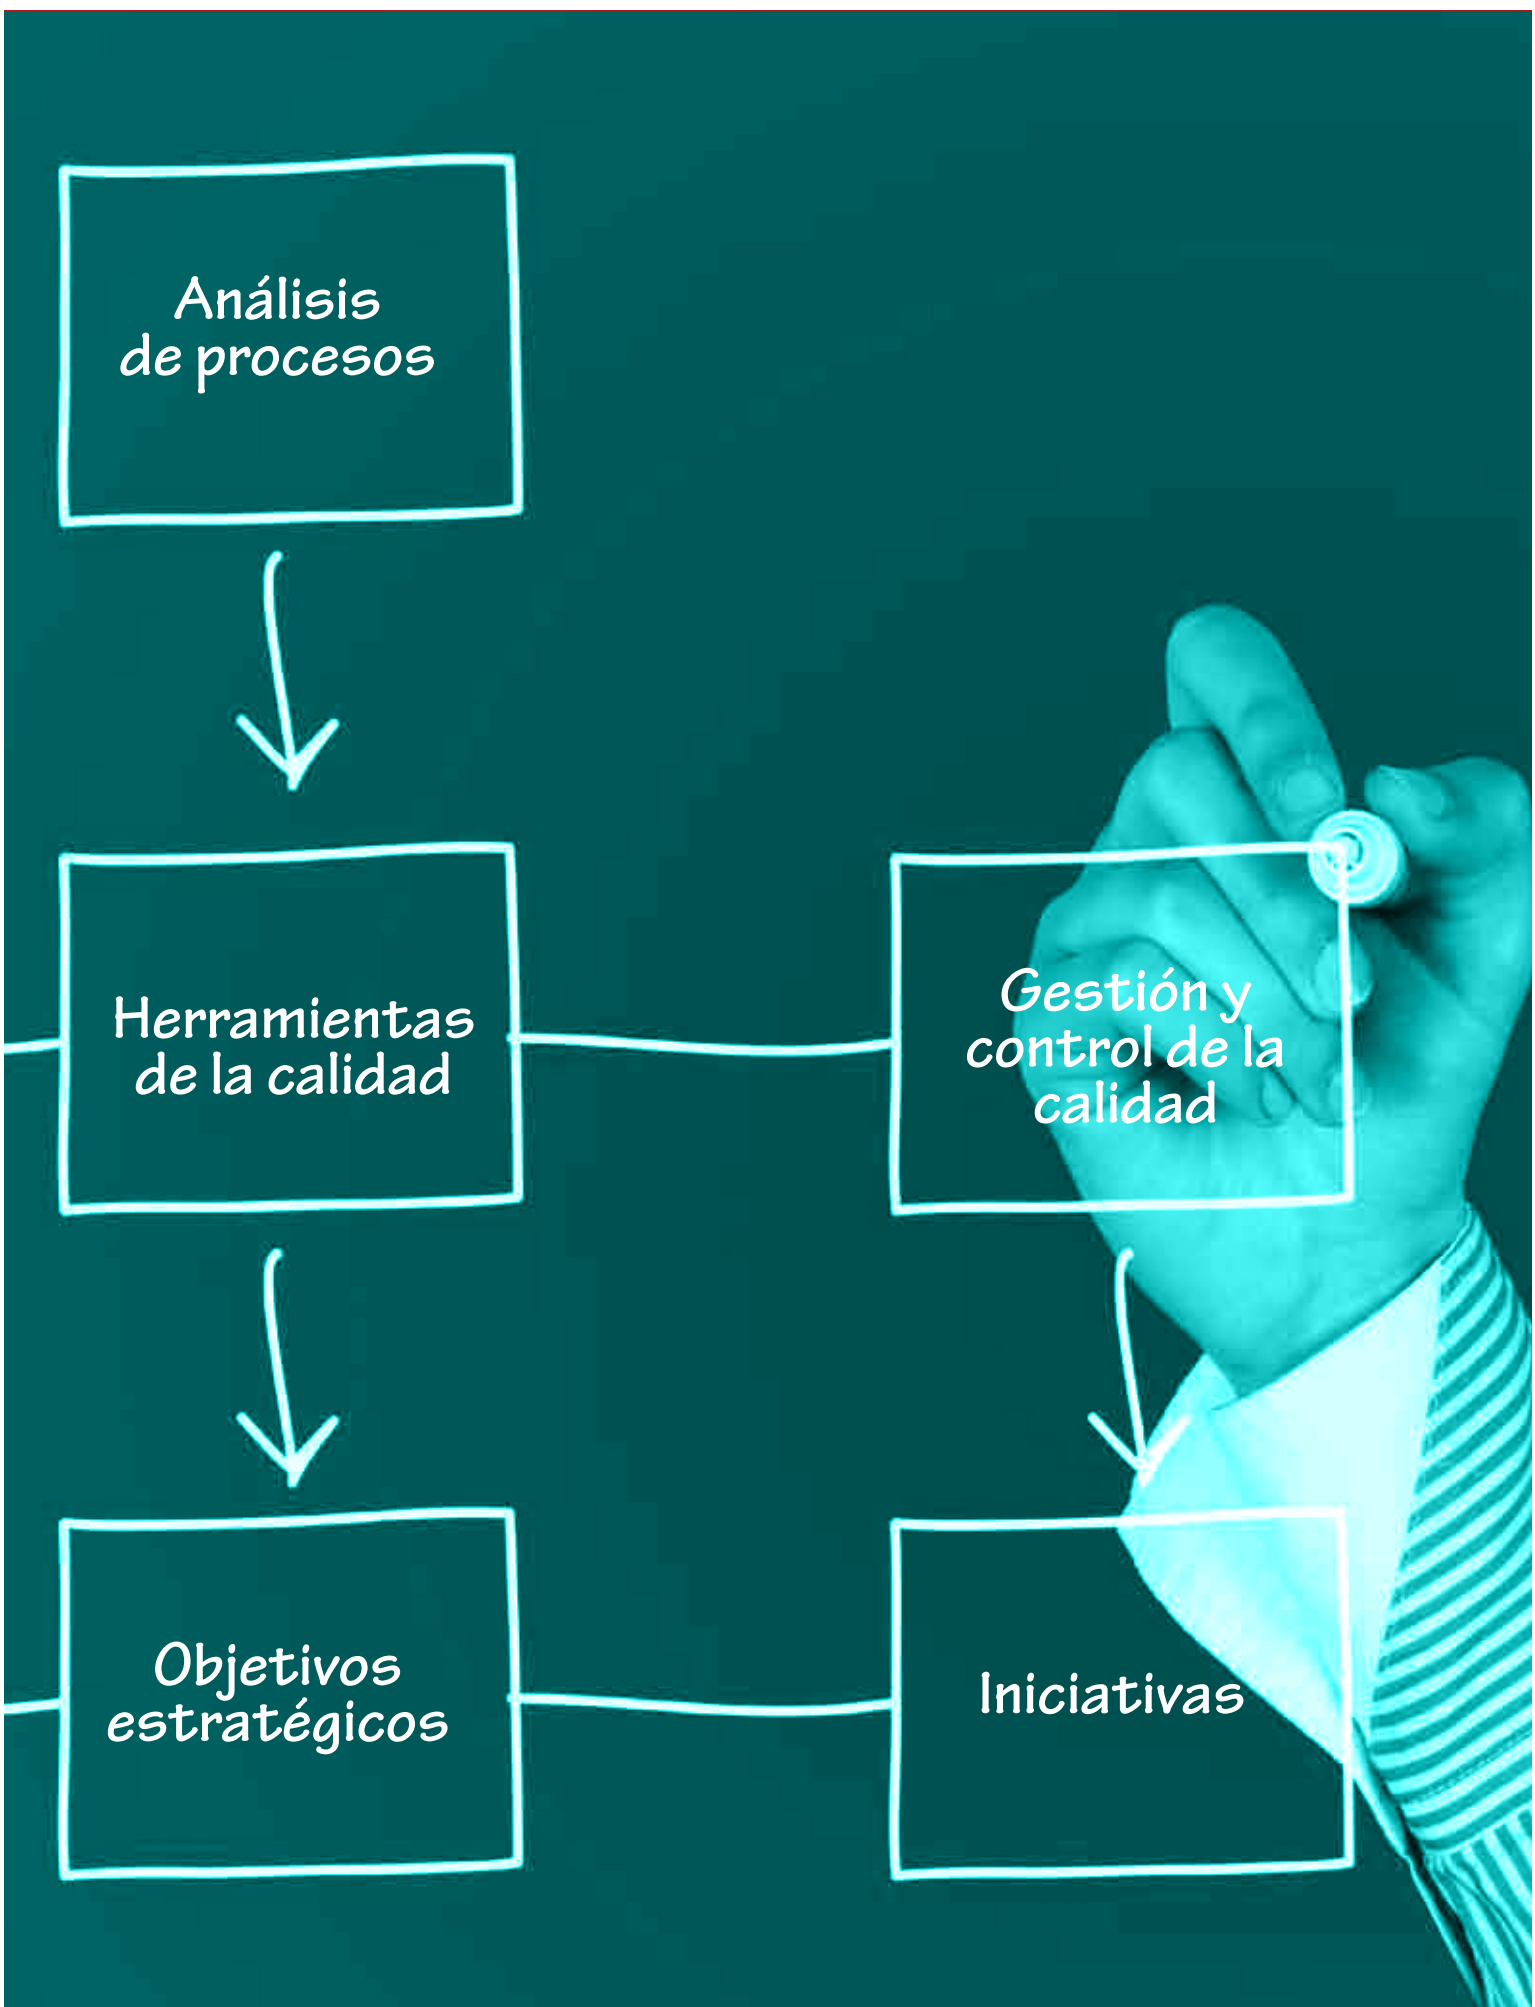 Análisis
de procesos
Herramientas
de la calidad
Gestión y
control de la
calidad
Objetivos
estratégicos
Iniciativas